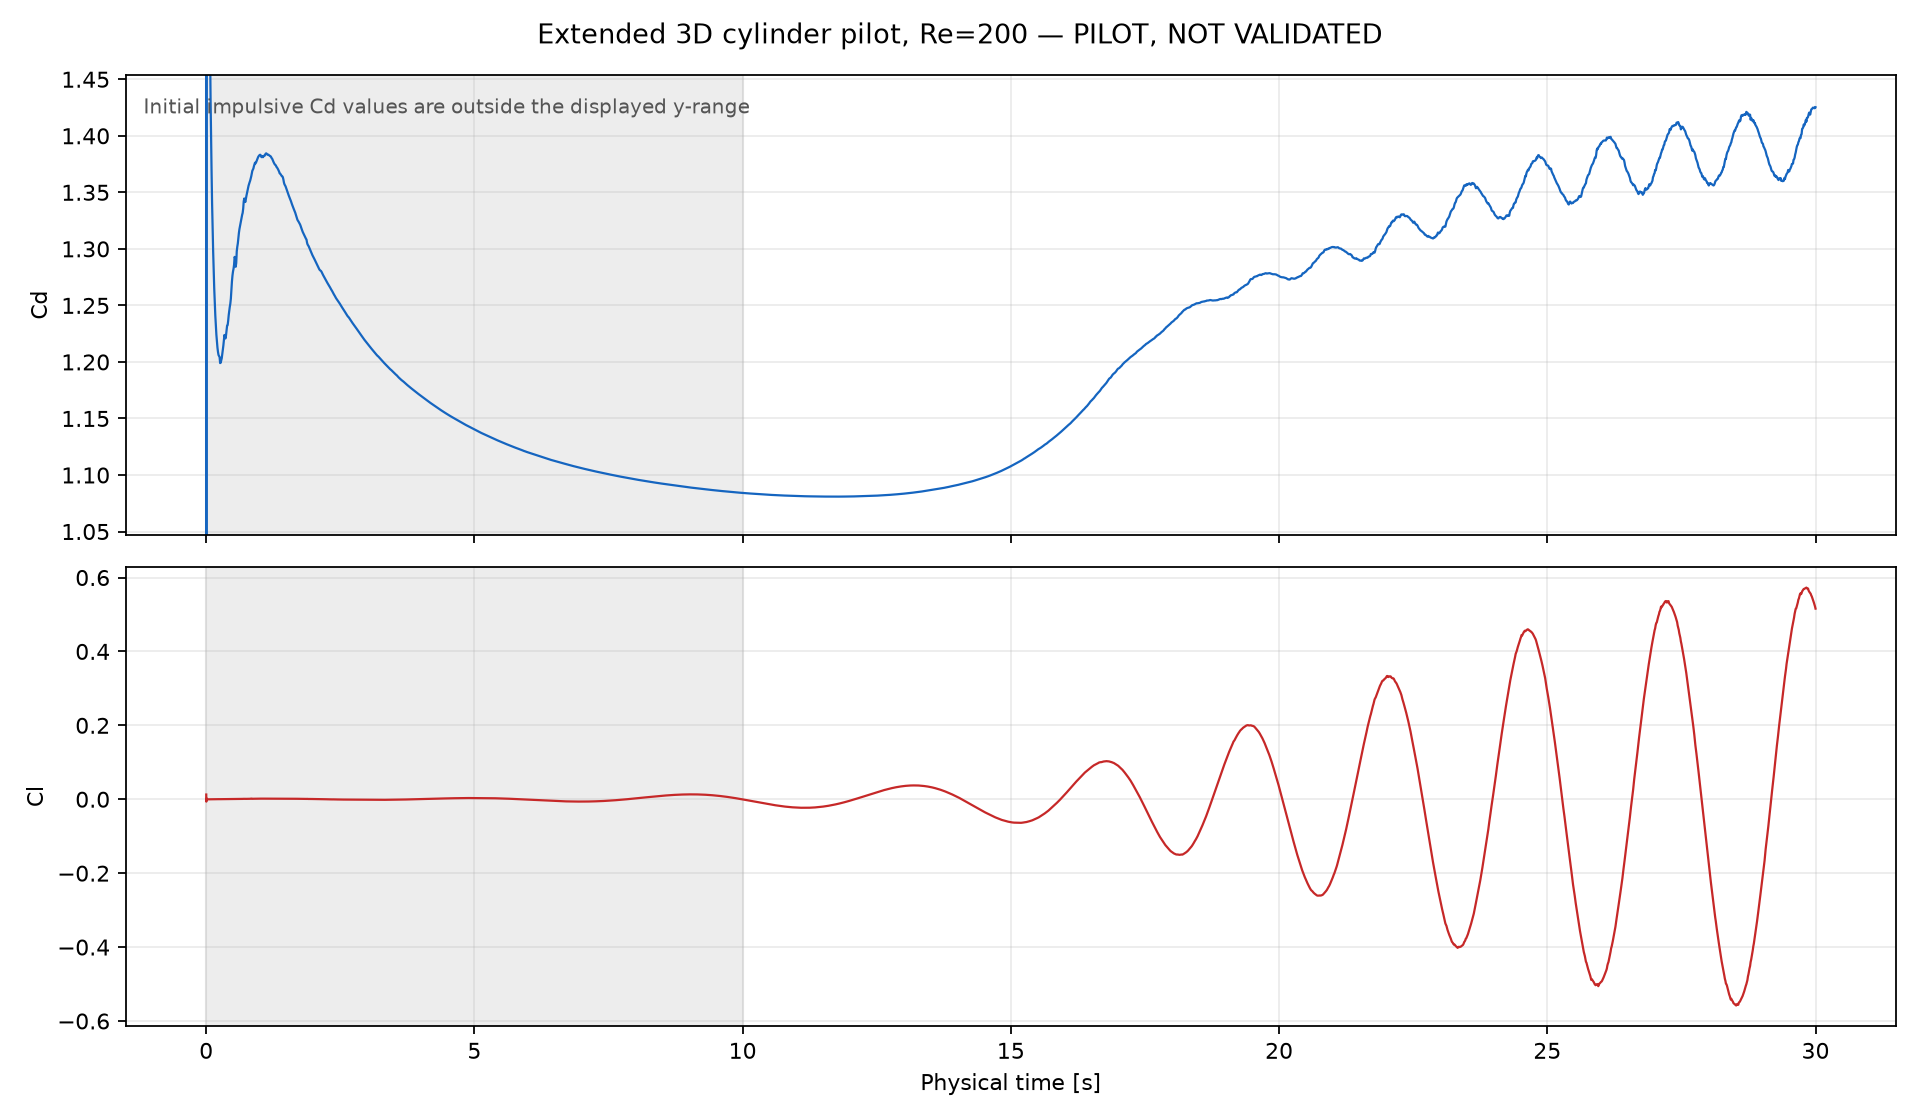 Extended 3D cylinder pilot, Re=200 — PILOT, NOT VALIDATED
Initial impulsive Cd values are outside the displayed y-range
Cd
1.45
1.40
1.35
1.30
1.25
1.20
1.15
1.10
1.05
Cl
0.6
0.4
0.2
0.0
−0.2
−0.4
−0.6
0 5 10 15 20 25 30
Physical time [s]